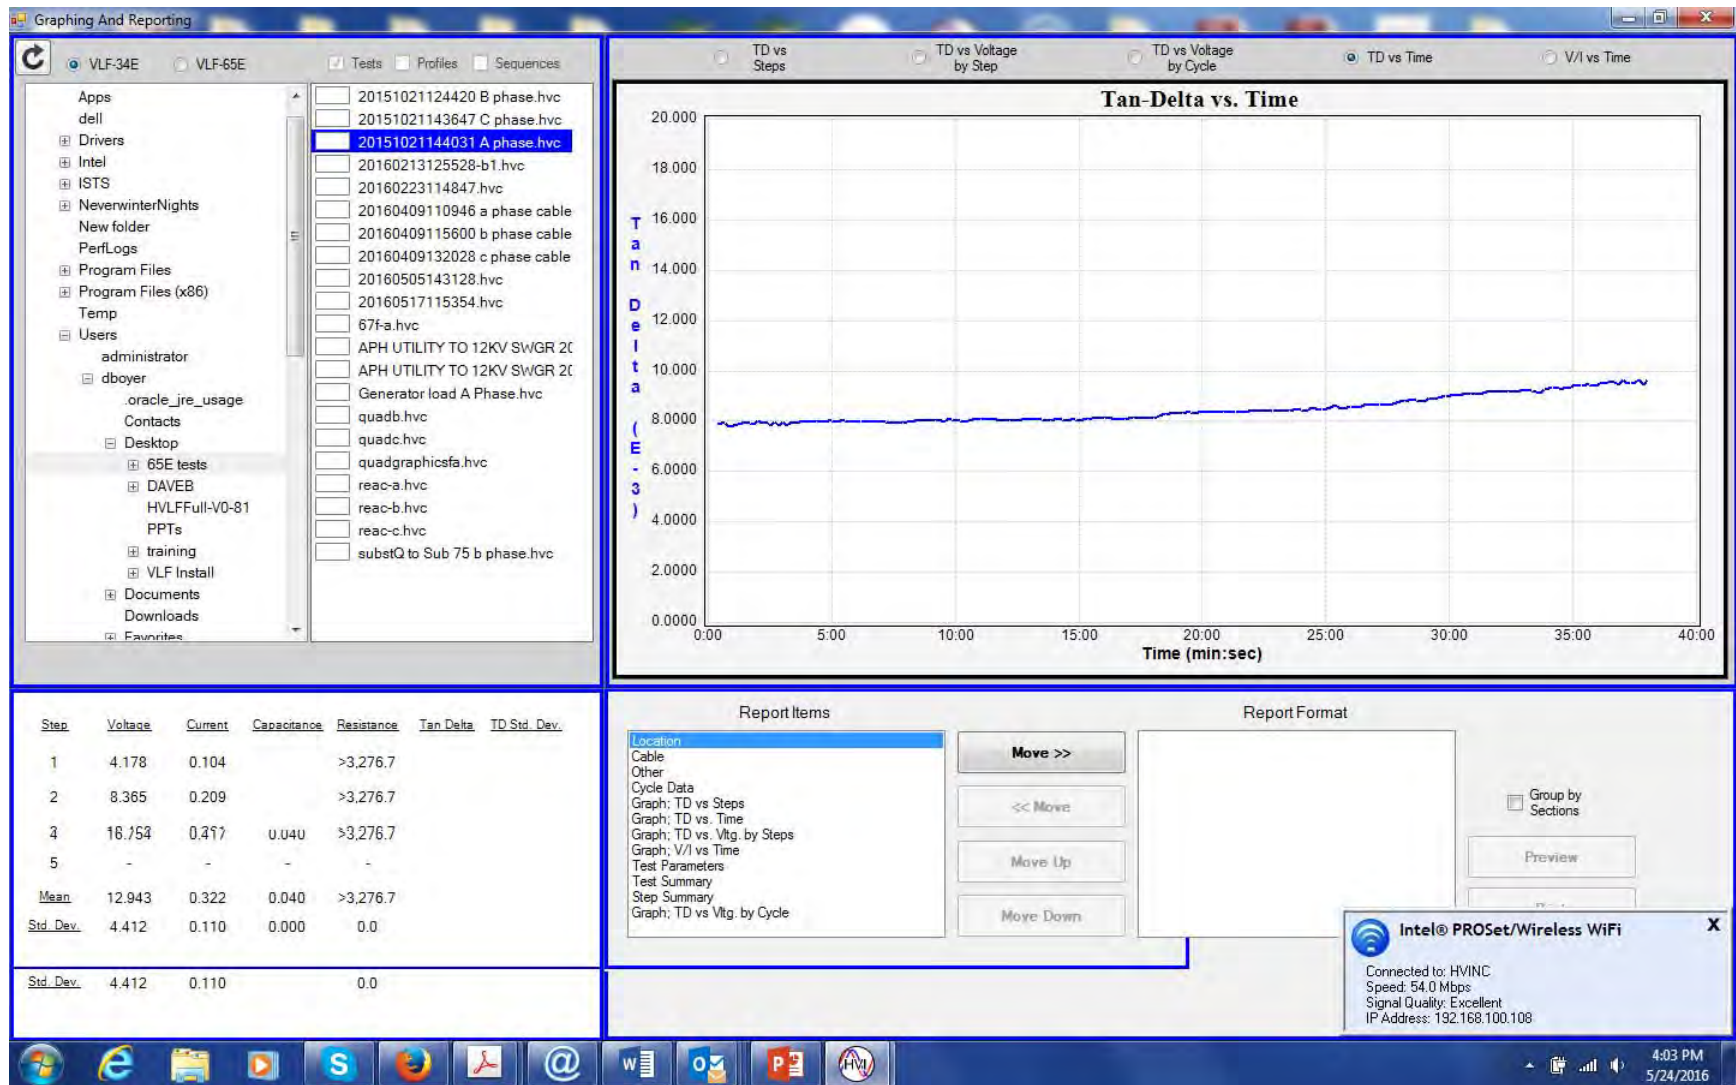 Graphing And Reporting
VLF-34E
VLF-65E
Tests
Profiles
Sequences
Apps
dell
Drivers
Intel
ISTS
NeverwinterNights
New folder
PerfLogs
Program Files
Program Files (x86)
Temp
Users
administrator
dboyer
.oracle_jre_usage
Contacts
Desktop
65E tests
DAVEB
HVLFFull-V0-81
PPTs
training
VLF Install
Documents
Downloads
Favorites
20151021124420 B phase.hvc
20151021143647 C phase.hvc
20151021144031 A phase.hvc
20160213125528-b1.hvc
20160223114847.hvc
20160409110946 a phase cable
20160409115600 b phase cable
20160409132028 c phase cable
20160505143128.hvc
20160517115354.hvc
67f-a.hvc
APH UTILITY TO 12KV SWGR 20
APH UTILITY TO 12KV SWGR 20
Generator load A Phase.hvc
quadb.hvc
quadc.hvc
quadgraphicsfa.hvc
reac-a.hvc
reac-b.hvc
reac-c.hvc
substQ to Sub 75 b phase.hvc
TD vs Steps
TD vs Voltage by Step
TD vs Voltage by Cycle
TD vs Time
V/I vs Time
Tan-Delta vs. Time
Tan Delta (E-3)
20.000
18.000
16.000
14.000
12.000
10.000
8.0000
6.0000
4.0000
2.0000
0.0000
0:00 5:00 10:00 15:00 20:00 25:00 30:00 35:00 40:00
Time (min:sec)
Step Voltage Current Capacitance Resistance Tan Delta TD Std. Dev.
1 4.178 0.104 >3,276.7
2 8.365 0.209 >3,276.7
0.040 >3,276.7
5 - - - -
Mean 12.943 0.322 0.040 >3,276.7
Std. Dev. 4.412 0.110 0.000 0.0
Std. Dev. 4.412 0.110 0.0
Report Items
Location
Cable
Other
Cycle Data
Graph; TD vs Steps
Graph; TD vs. Time
Graph; TD vs. Vltg. by Steps
Graph; V/I vs Time
Test Parameters
Test Summary
Step Summary
Graph; TD vs Vltg. by Cycle
Move >>
<< Move
Move Up
Move Down
Report Format
Group by
Sections
Preview
Intel® PROSet/Wireless WiFi
X
Connected to: HVINC
Speed: 54.0 Mbps
Signal Quality: Excellent
IP Address: 192.168.100.108
HVI
4:03 PM
5/24/2016